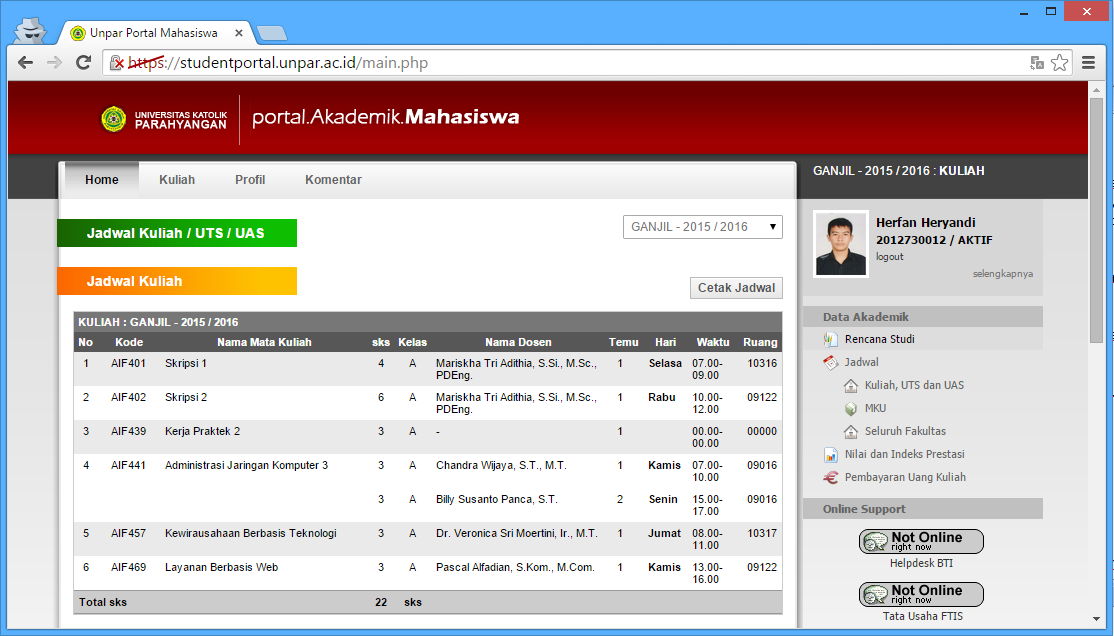 Unpar Portal Mahasiswa
https://studentportal.unpar.ac.id/main.php
UNIVERSITAS KATOLIK
PARAHYANGAN
portal.Akademik.Mahasiswa
Home Kuliah Profil Komentar
GANJIL - 2015 / 2016 : KULIAH
Jadwal Kuliah / UTS / UAS
GANJIL - 2015 / 2016
Jadwal Kuliah
Cetak Jadwal
KULIAH : GANJIL - 2015 / 2016
No Kode Nama Mata Kuliah sks Kelas Nama Dosen Temu Hari Waktu Ruang
1 AIF401 Skripsi 1 4 A Mariskha Tri Adithia, S.Si., M.Sc., 1 Selasa 07.00- 10316
PDEng. 09.00
2 AIF402 Skripsi 2 6 A Mariskha Tri Adithia, S.Si., M.Sc., 1 Rabu 10.00- 09122
PDEng. 12.00
3 AIF439 Kerja Praktek 2 3 A - 1 00.00- 00000
00.00
4 AIF441 Administrasi Jaringan Komputer 3 3 A Chandra Wijaya, S.T., M.T. 1 Kamis 07.00- 09016
10.00
3 A Billy Susanto Panca, S.T. 2 Senin 15.00- 09016
17.00
5 AIF457 Kewirausahaan Berbasis Teknologi 3 A Dr. Veronica Sri Moertini, Ir., M.T. 1 Jumat 08.00- 10317
11.00
6 AIF469 Layanan Berbasis Web 3 A Pascal Alfadian, S.Kom., M.Com. 1 Kamis 13.00- 09122
16.00
Total sks 22 sks
Herfan Heryandi
2012730012 / AKTIF
logout
selengkapnya
Data Akademik
Rencana Studi
Jadwal
Kuliah, UTS dan UAS
MKU
Seluruh Fakultas
Nilai dan Indeks Prestasi
Pembayaran Uang Kuliah
Online Support
Not Online
right now
Helpdesk BTI
Not Online
right now
Tata Usaha FTIS